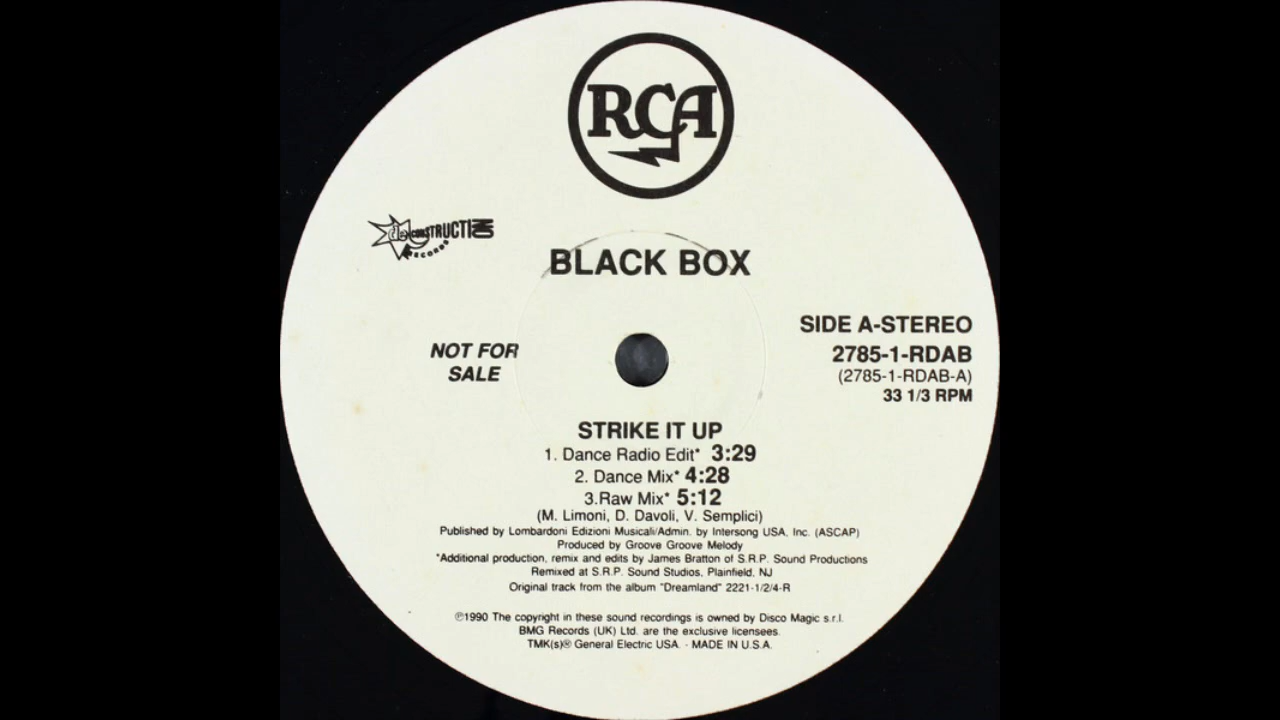 RCA
deConSTRUCTION
RECORDS
BLACK BOX
SIDE A-STEREO
2785-1-RDAB
(2785-1-RDAB-A)
33 1/3 RPM
NOT FOR
SALE
STRIKE IT UP
1. Dance Radio Edit* 3:29
2. Dance Mix* 4:28
3.Raw Mix* 5:12
(M. Limoni, D. Davoli, V. Semplici)
Published by Lombardoni Edizioni Musicali/Admin. by Intersong USA, Inc. (ASCAP)
Produced by Groove Groove Melody
*Additional production, remix and edits by James Bratton of S.R.P. Sound Productions
Remixed at S.R.P. Sound Studios, Plainfield, NJ
Original track from the album "Dreamland" 2221-1/2/4-R
℗1990 The copyright in these sound recordings is owned by Disco Magic s.r.l.
BMG Records (UK) Ltd. are the exclusive licensees.
TMK(s)® General Electric USA. - MADE IN U.S.A.